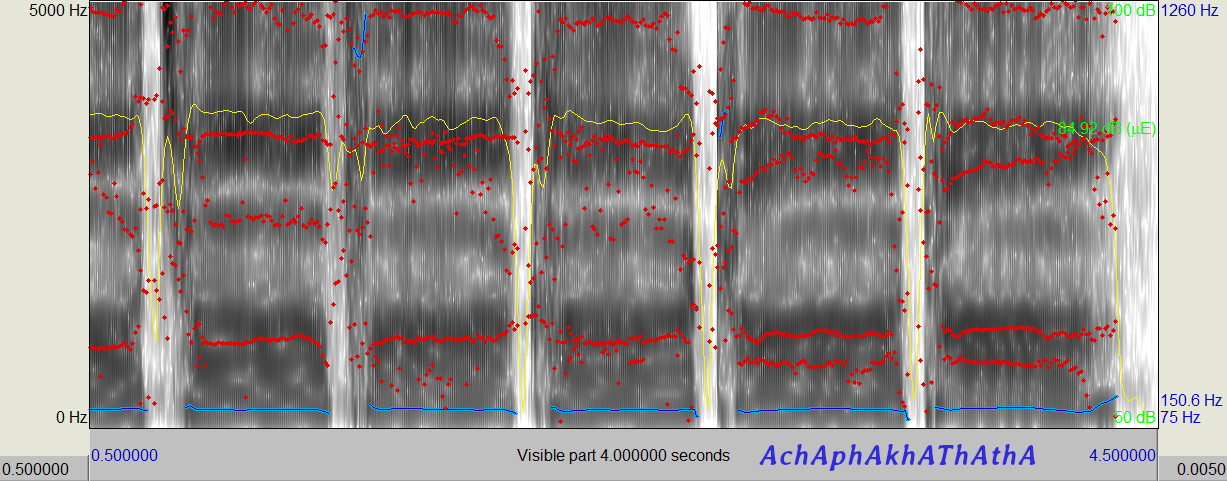 5000 Hz 100 dB 1260 Hz
84.92 dB (µE)
0 Hz 50 dB 150.6 Hz
75 Hz
0.500000 0.500000 Visible part 4.000000 seconds AchAphAkhAThAthA 4.500000 0.0050